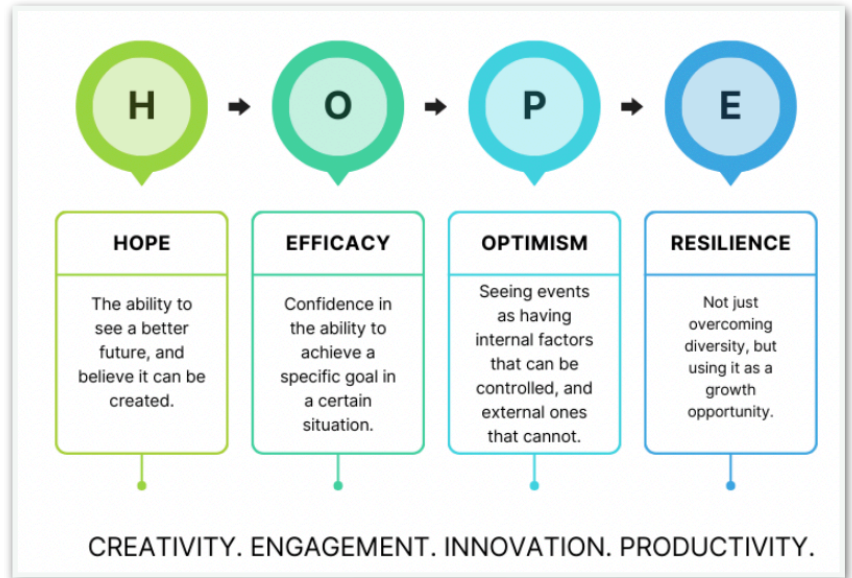 H
O
P
E
HOPE
The ability to
see a better
future, and
believe it can be
created.
EFFICACY
Confidence in
the ability to
achieve a
specific goal in
a certain
situation.
OPTIMISM
Seeing events
as having
internal factors
that can be
controlled, and
external ones
that cannot.
RESILIENCE
Not just
overcoming
diversity, but
using it as a
growth
opportunity.
CREATIVITY. ENGAGEMENT. INNOVATION. PRODUCTIVITY.